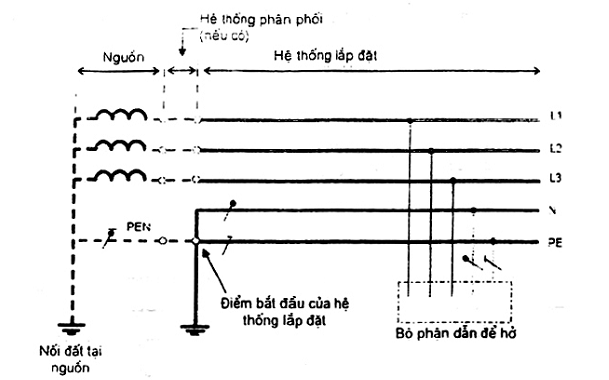 Hệ thống phân phối
(nếu có)
Nguồn
Hệ thống lắp đặt
L1
L2
L3
N
PEN
PE
Điểm bắt đầu của hệ
thống lắp đặt
Bộ phận dẫn để hở
Nối đất tại
nguồn